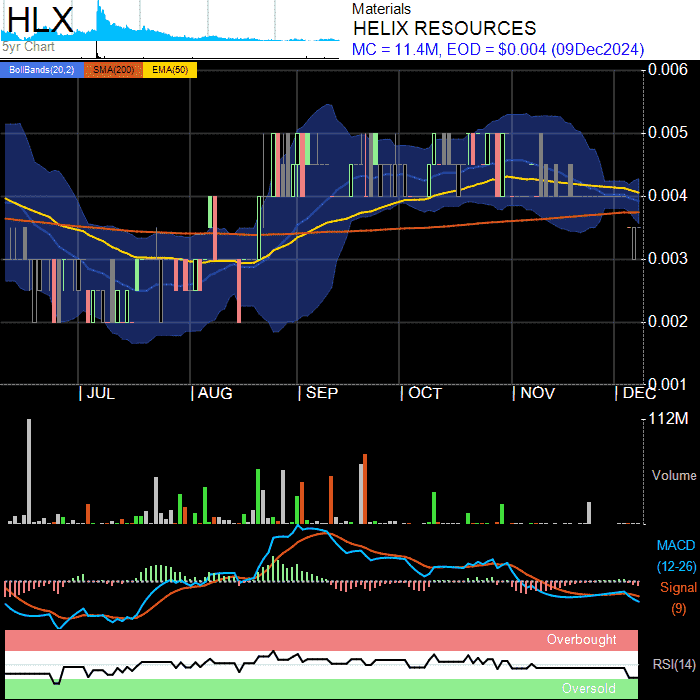 HLX
5yr Chart
Materials
HELIX RESOURCES
MC = 11.4M, EOD = $0.004 (09Dec2024)
BollBands(20,2) SMA(200) EMA(50)
0.006
0.005
0.004
0.003
0.002
0.001
JUL AUG SEP OCT NOV DEC
112M
Volume
MACD
(12-26)
Signal
(9)
Overbought
RSI(14)
Oversold